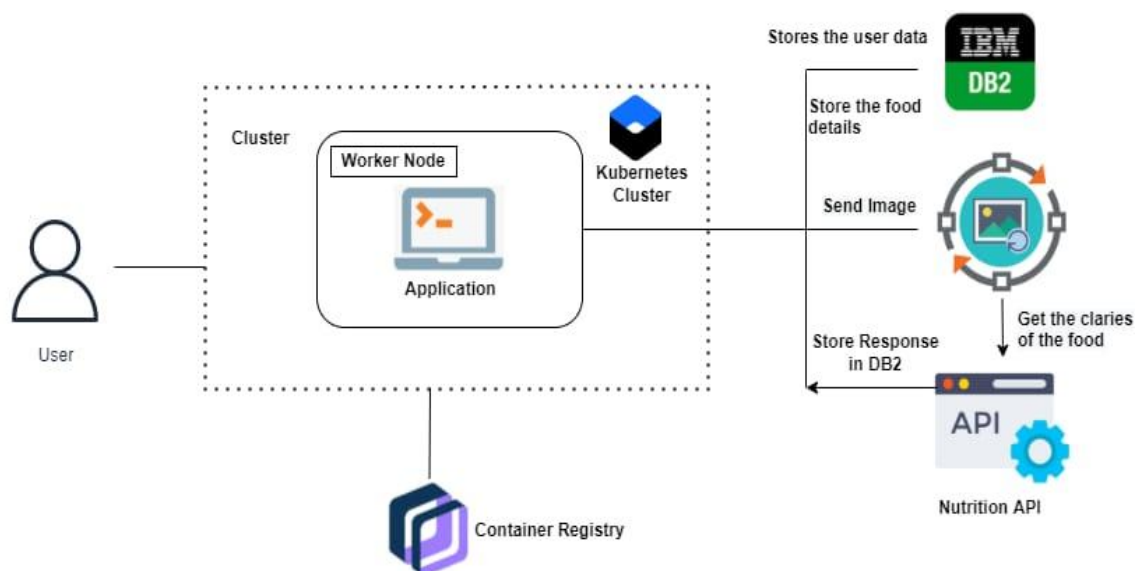 Stores the user data
IBM
DB2
Store the food
details
Cluster
Worker Node
Kubernetes
Cluster
Send Image
Application
User
Get the claries
of the food
Store Response
in DB2
API
Nutrition API
Container Registry